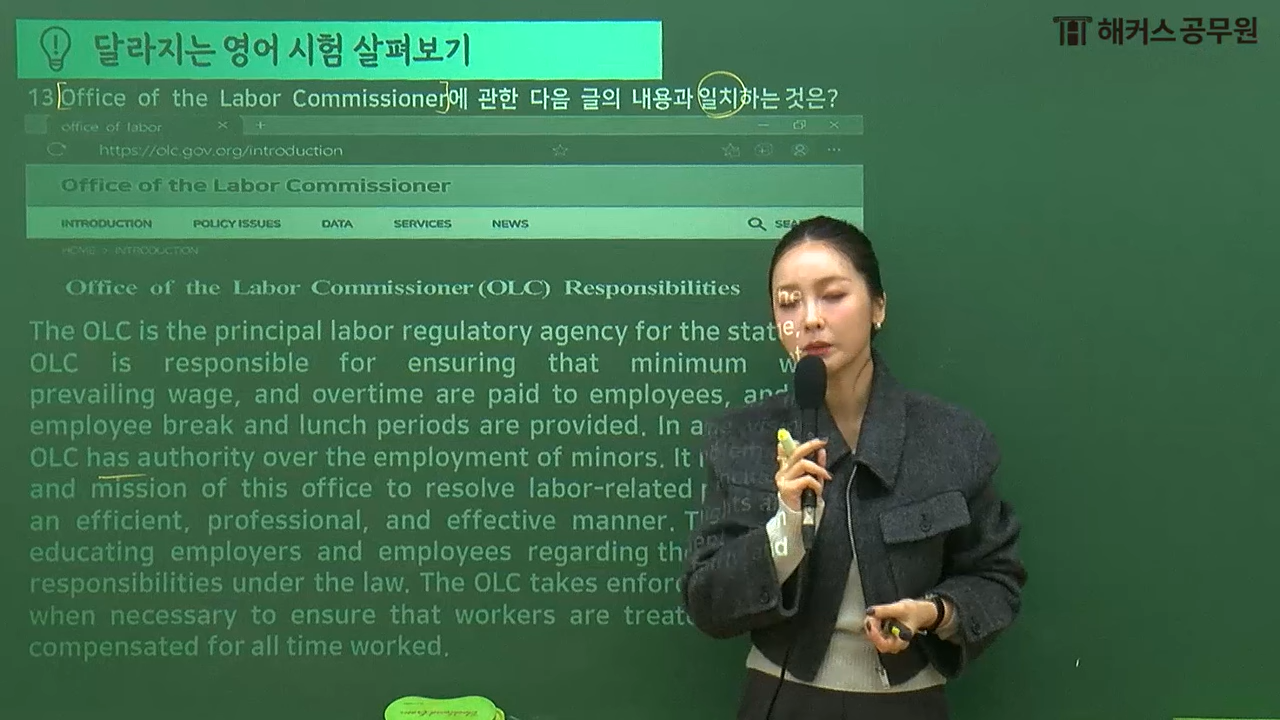 해커스공무원
달라지는 영어 시험 살펴보기
13 Office of the Labor Commissioner에 관한 다음 글의 내용과 일치하는 것은?
office of labor
https://olc.gov.org/introduction
Office of the Labor Commissioner
INTRODUCTION POLICY ISSUES DATA SERVICES NEWS
HOME > INTRODUCTION
Office of the Labor Commissioner (OLC) Responsibilities
The OLC is the principal labor regulatory agency for the state,
OLC is responsible for ensuring that minimum
prevailing wage, and overtime are paid to employees, and
employee break and lunch periods are provided. In
OLC has authority over the employment of minors. It
and mission of this office to resolve labor-related
an efficient, professional, and effective manner.
educating employers and employees regarding
responsibilities under the law. The OLC takes
when necessary to ensure that workers are
compensated for all time worked.